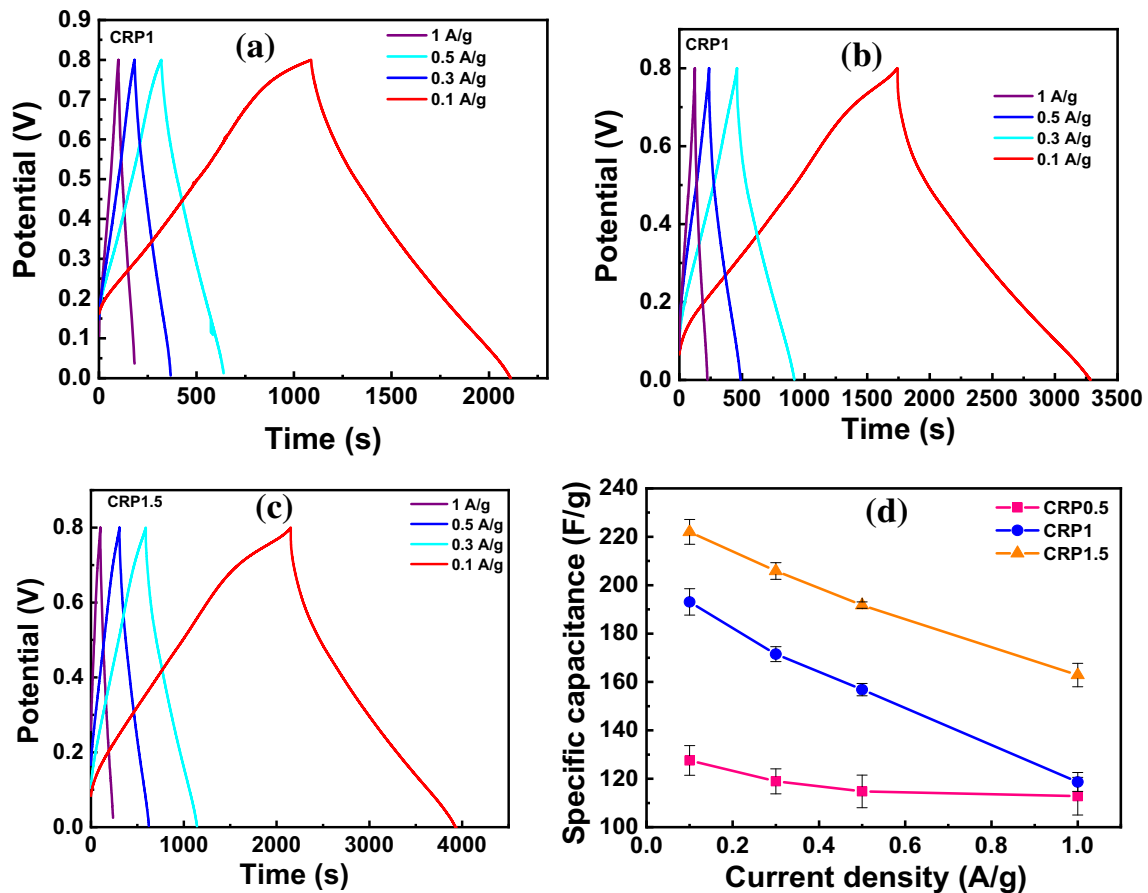 CRP1
(a)
1 A/g
0.5 A/g
0.3 A/g
0.1 A/g
0.9
0.8
0.7
0.6
0.5
0.4
0.3
0.2
0.1
0.0
Potential (V)
0 500 1000 1500 2000
Time (s)
CRP1
(b)
1 A/g
0.5 A/g
0.3 A/g
0.1 A/g
0.8
0.6
0.4
0.2
0.0
Potential (V)
0 500 1000 1500 2000 2500 3000 3500
Time (s)
CRP1.5
(c)
1 A/g
0.5 A/g
0.3 A/g
0.1 A/g
0.8
0.6
0.4
0.2
0.0
Potential (V)
0 1000 2000 3000 4000
Time (s)
(d)
CRP0.5
CRP1
CRP1.5
240
220
200
180
160
140
120
100
Specific capacitance (F/g)
0.0 0.2 0.4 0.6 0.8 1.0
Current density (A/g)